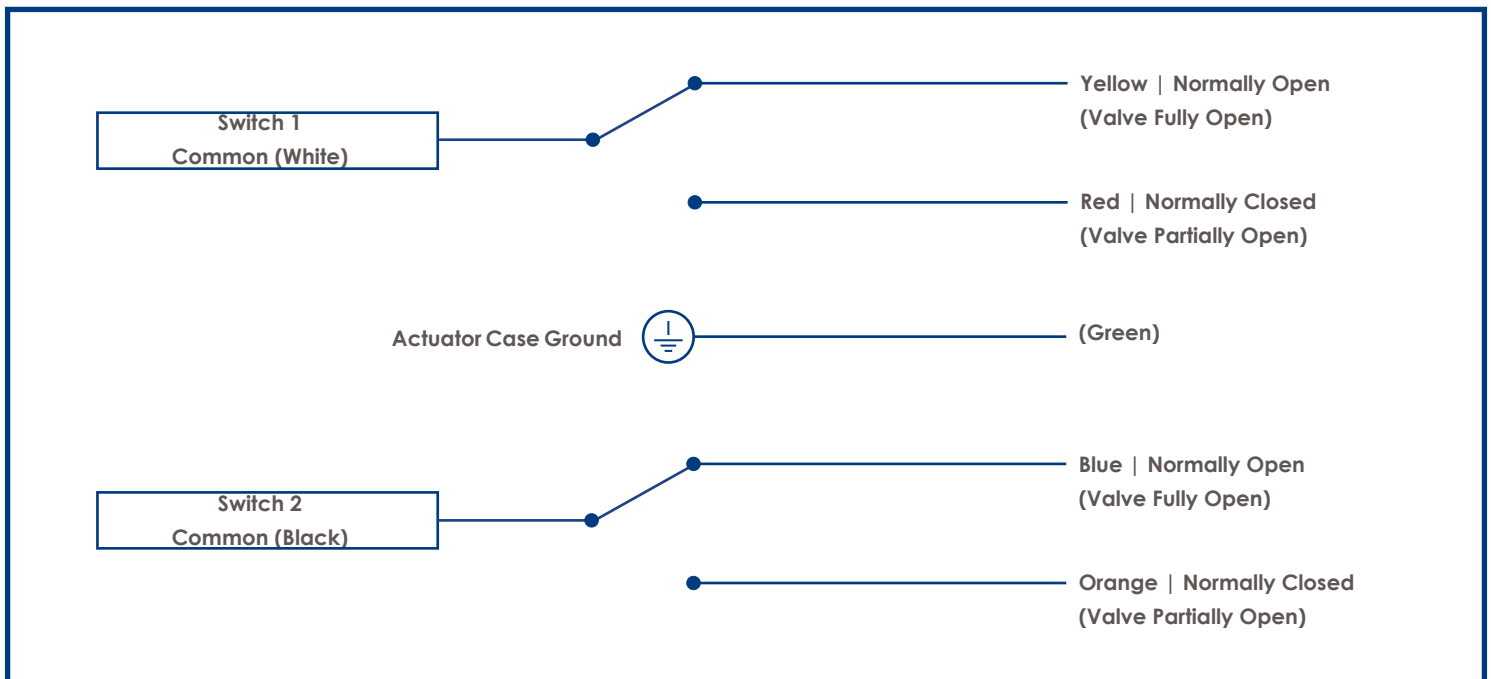 Switch 1
Common (White)
Yellow | Normally Open
(Valve Fully Open)
Red | Normally Closed
(Valve Partially Open)
Actuator Case Ground
(Green)
Switch 2
Common (Black)
Blue | Normally Open
(Valve Fully Open)
Orange | Normally Closed
(Valve Partially Open)